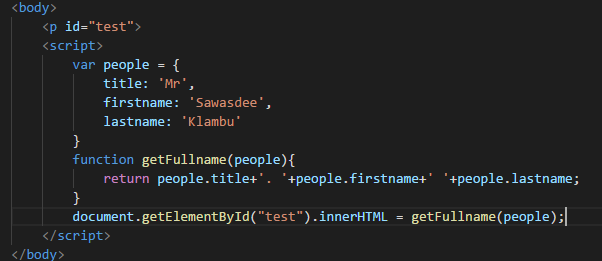 <body>
<p id="test">
<script>
var people = {
title: 'Mr',
firstname: 'Sawasdee',
lastname: 'Klambu'
}
function getFullname(people){
return people.title+'. '+people.firstname+' '+people.lastname;
}
document.getElementById("test").innerHTML = getFullname(people);
</script>
</body>